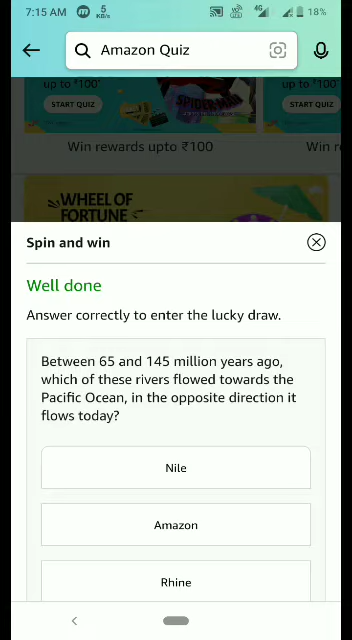 7:15 AM
5
KB/s
4G
18%
Amazon Quiz
up to ₹100*
up to ₹100*
START QUIZ
SPIDER-MAN
START QUIZ
Win rewards upto ₹100
Win r
WHEEL OF
FORTUNE
Spin and win
Well done
Answer correctly to enter the lucky draw.
Between 65 and 145 million years ago,
which of these rivers flowed towards the
Pacific Ocean, in the opposite direction it
flows today?
Nile
Amazon
Rhine